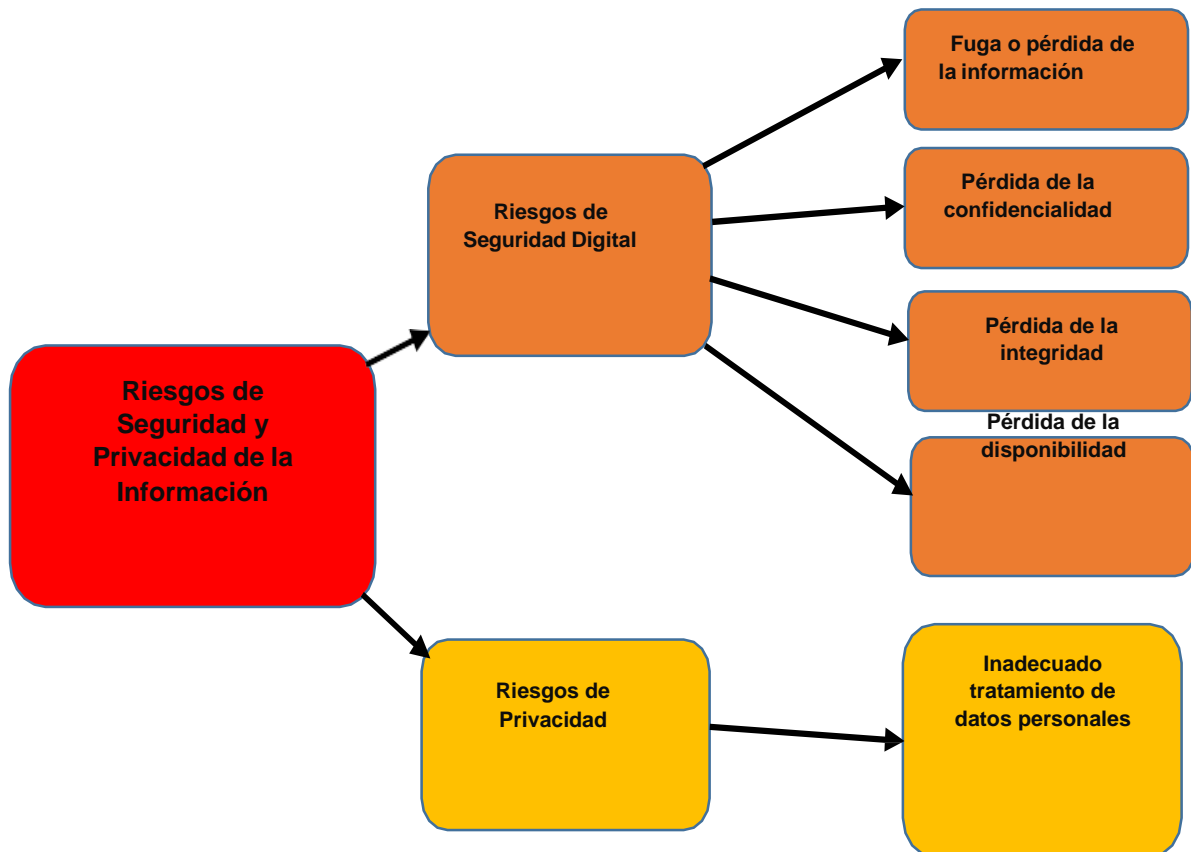 Fuga o pérdida de
la información
Pérdida de la
confidencialidad
Riesgos de
Seguridad Digital
Pérdida de la
integridad
Pérdida de la
disponibilidad
Riesgos de
Seguridad y
Privacidad de la
Información
Riesgos de
Privacidad
Inadecuado
tratamiento de
datos personales